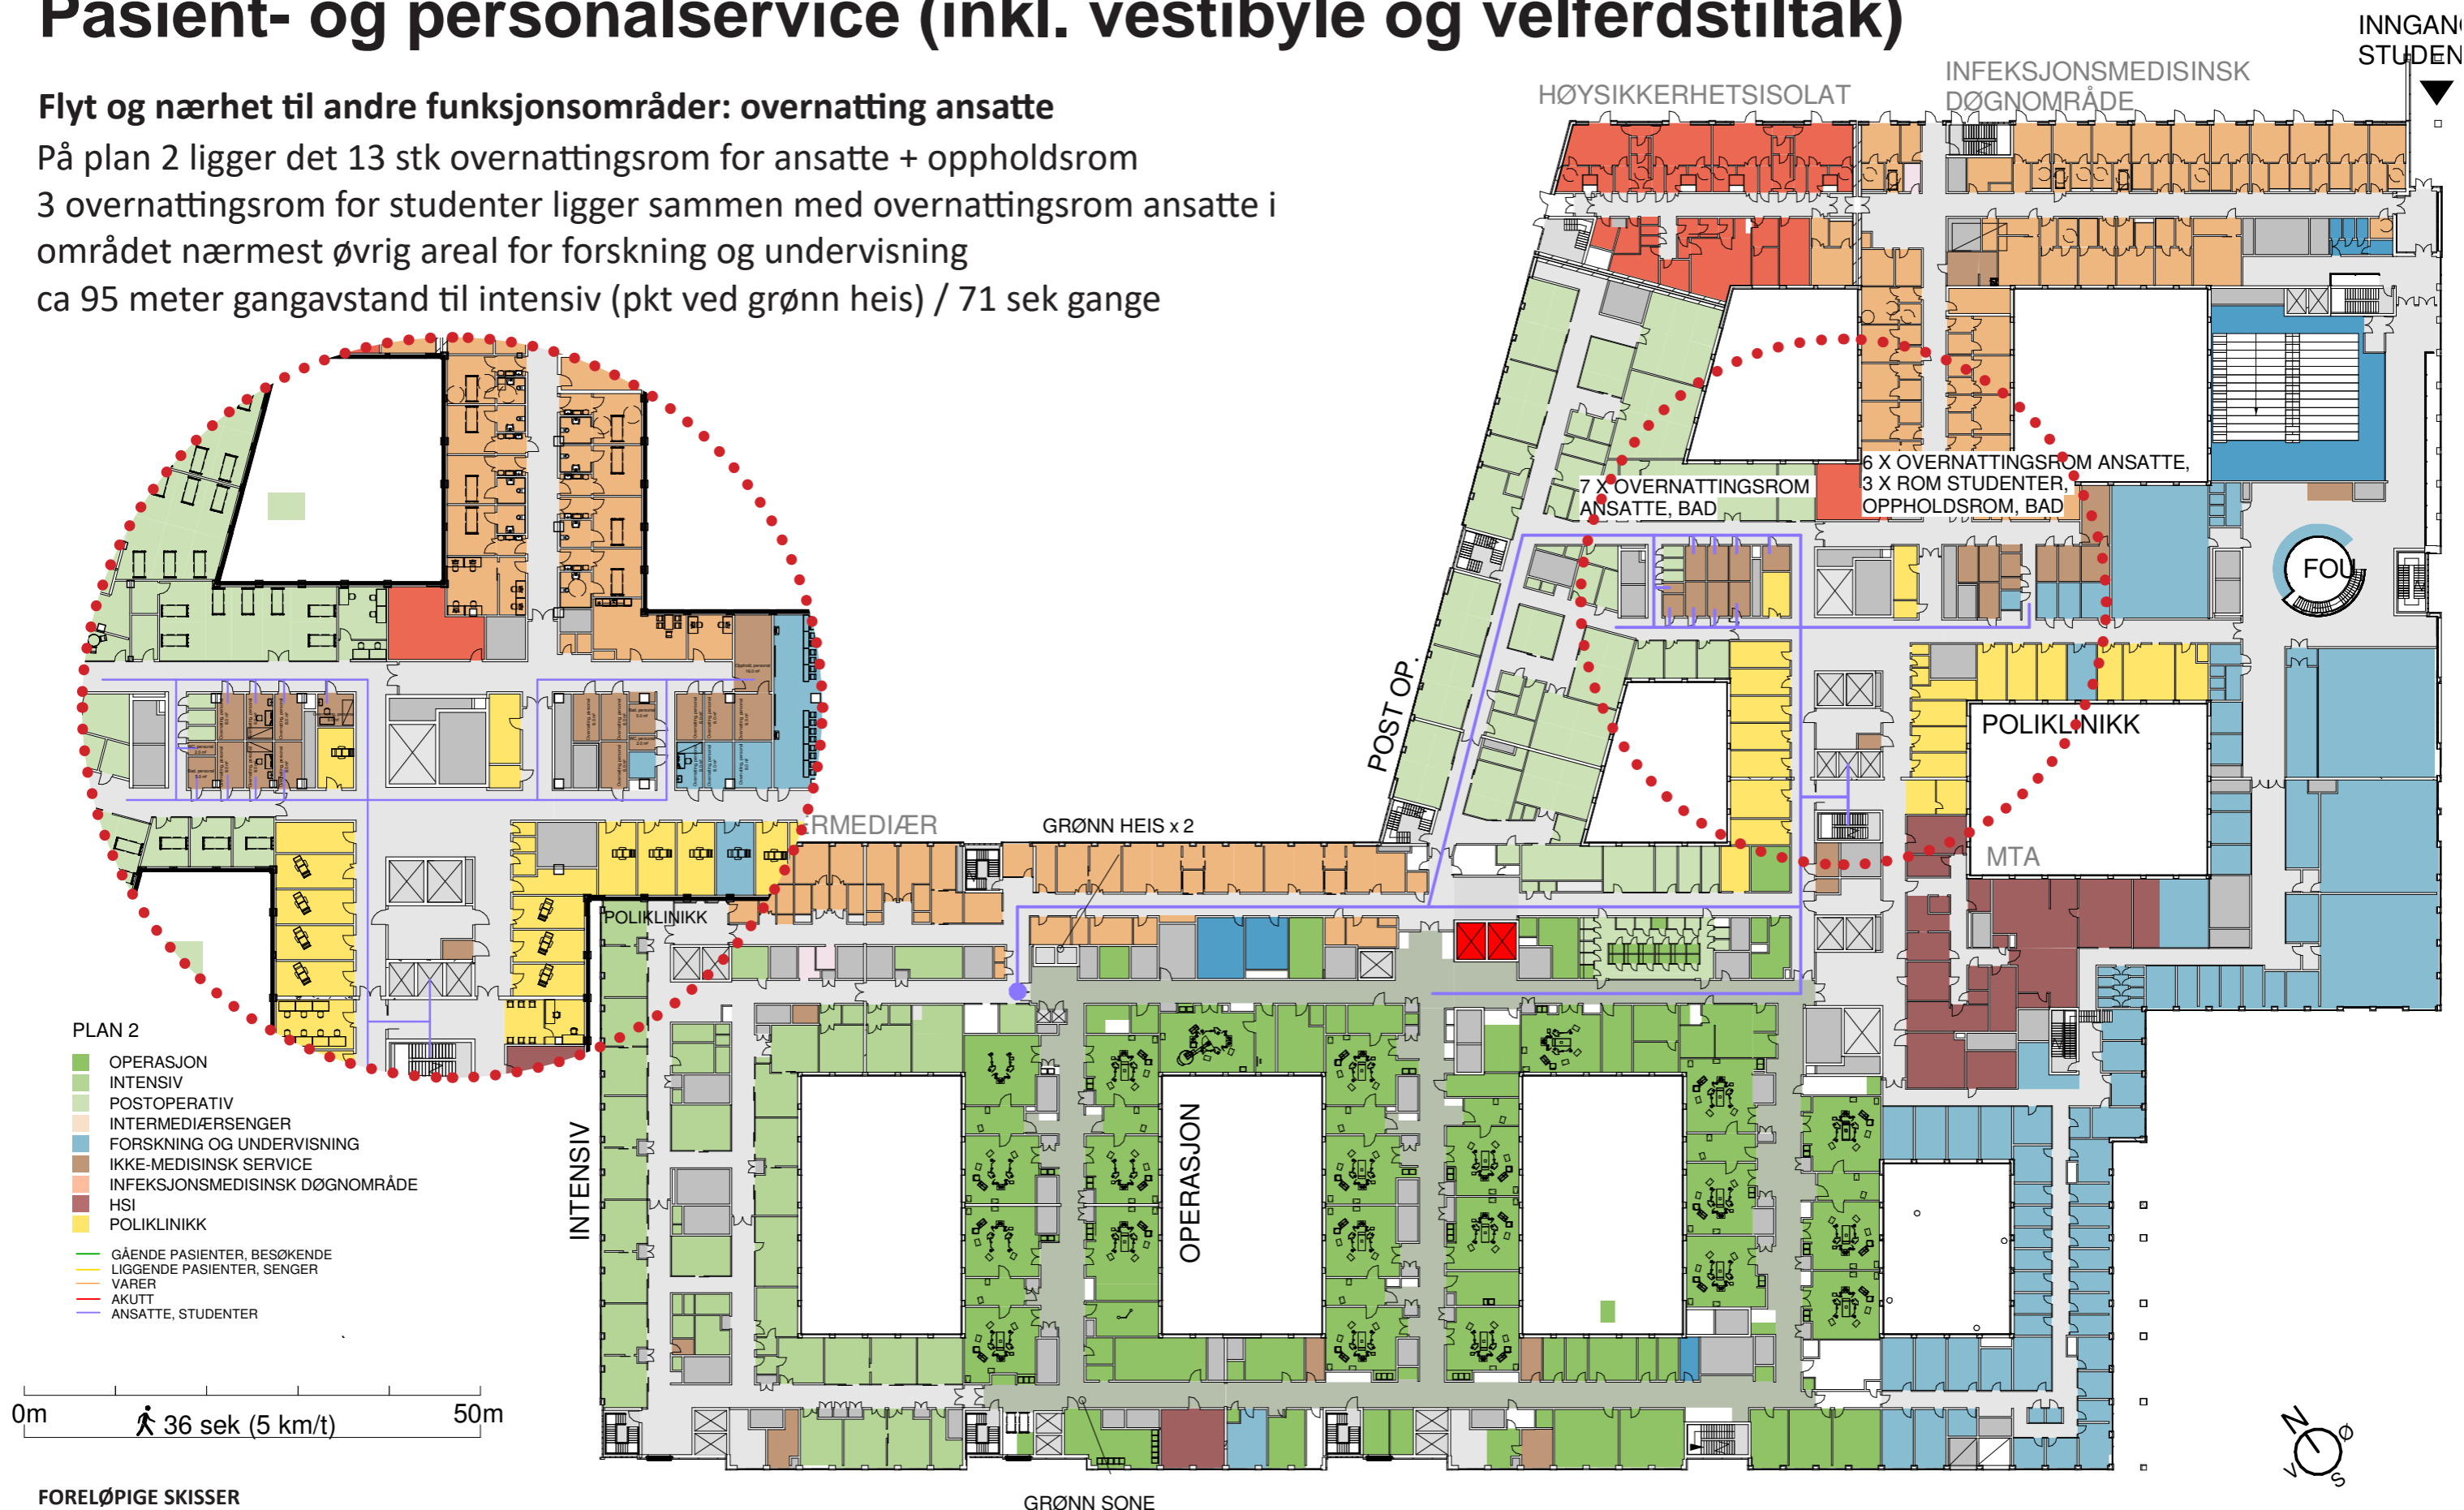 Pasient- og personalservice (inkl. vestibyle og velferdstiltak)
Flyt og nærhet til andre funksjonsområder: overnatting ansatte
På plan 2 ligger det 13 stk overnattingsrom for ansatte + oppholdsrom
3 overnattingsrom for studenter ligger sammen med overnattingsrom ansatte i
området nærmest øvrig areal for forskning og undervisning
ca 95 meter gangavstand til intensiv (pkt ved grønn heis) / 71 sek gange
INNGAN
STUDEN
HØYSIKKERHETSISOLAT
INFEKSJONSMEDISINSK
DØGNOMRÅDE
7 X OVERNATTINGSROM
ANSATTE, BAD
6 X OVERNATTINGSROM ANSATTE,
3 X ROM STUDENTER,
OPPHOLDSROM, BAD
FOU
POST OP.
POLIKLINIKK
MTA
ERMEDIÆR
GRØNN HEIS x 2
POLIKLINIKK
INTENSIV
OPERASJON
PLAN 2
OPERASJON
INTENSIV
POSTOPERATIV
INTERMEDIÆRSENGER
FORSKNING OG UNDERVISNING
IKKE-MEDISINSK SERVICE
INFEKSJONSMEDISINSK DØGNOMRÅDE
HSI
POLIKLINIKK
GÅENDE PASIENTER, BESØKENDE
LIGGENDE PASIENTER, SENGER
VARER
AKUTT
ANSATTE, STUDENTER
0m
36 sek (5 km/t)
50m
N
Ø
V
S
FORELØPIGE SKISSER
GRØNN SONE